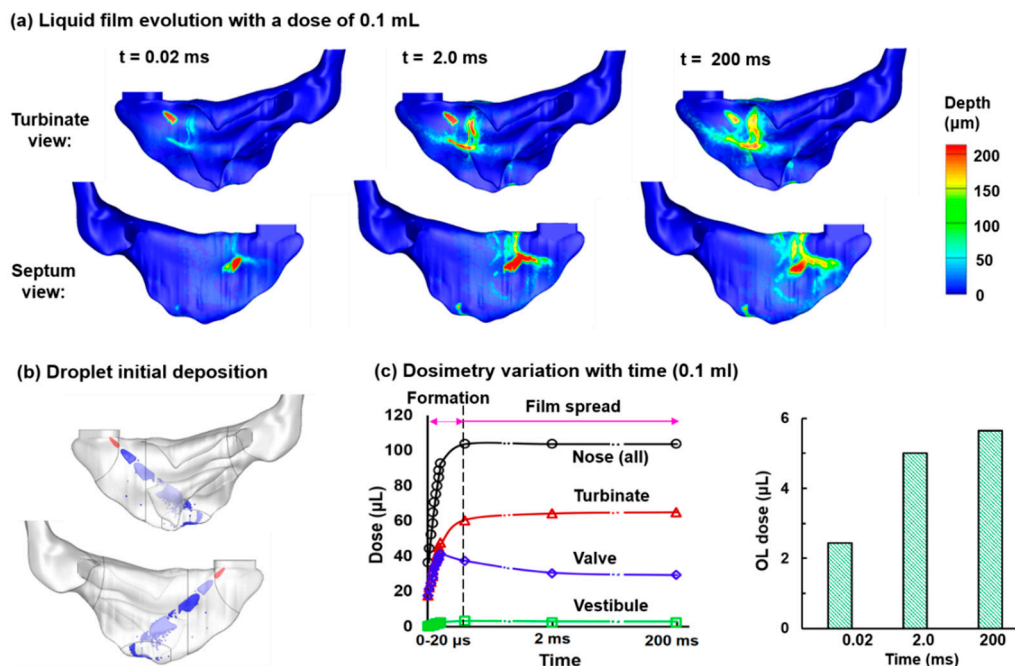 (a) Liquid film evolution with a dose of 0.1 mL
t = 0.02 ms
t = 2.0 ms
t = 200 ms
Turbinate
view:
Septum
view:
Depth
(µm)
200
150
100
50
0
(b) Droplet initial deposition
(c) Dosimetry variation with time (0.1 ml)
Formation
Film spread
120
100
80
60
40
20
0
Dose (µL)
Nose (all)
Turbinate
Valve
Vestibule
0-20 µs
2 ms
200 ms
Time
6
4
2
0
OL dose (µL)
0.02
2.0
200
Time (ms)